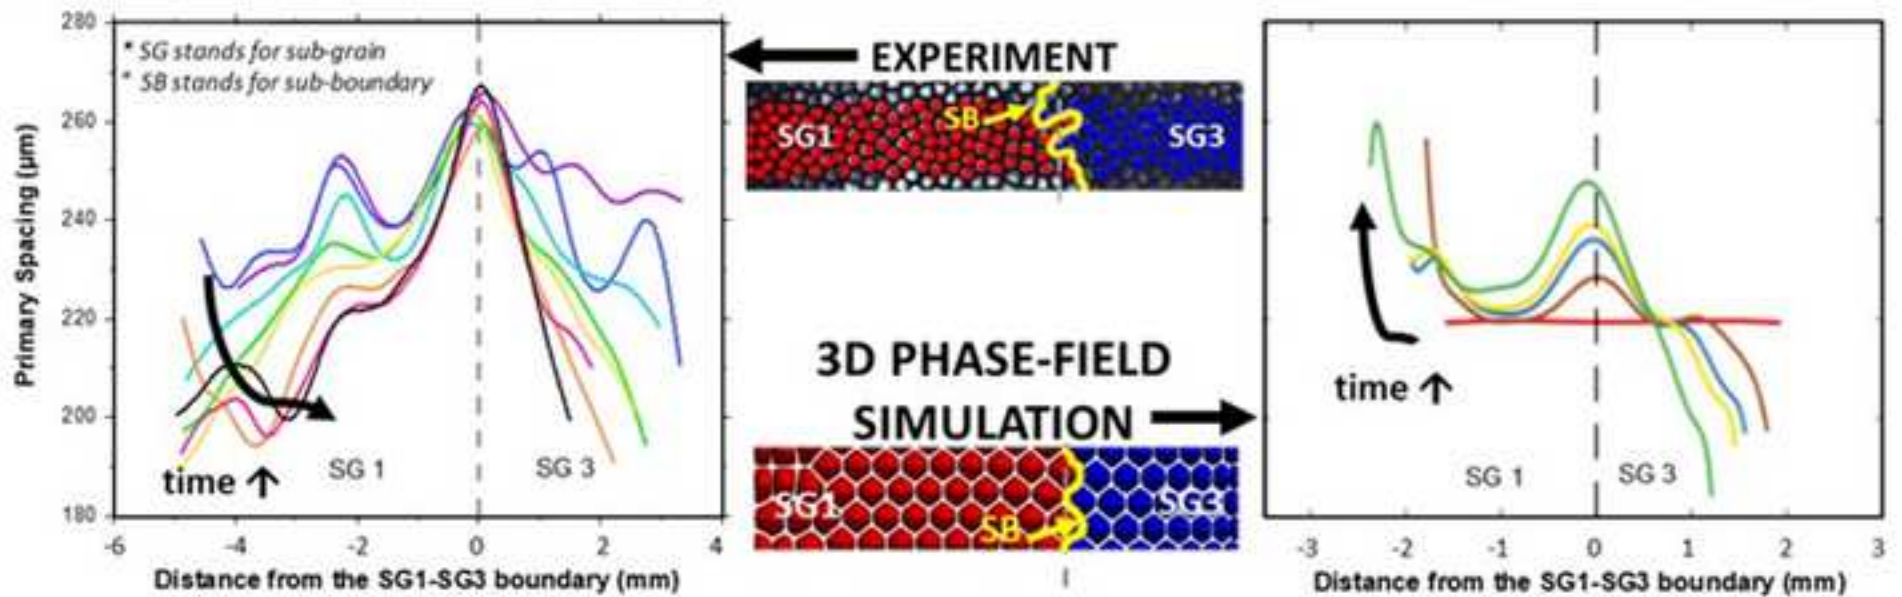 280
260
240
220
200
180
Primary Spacing (µm)
* SG stands for sub-grain
* SB stands for sub-boundary
time ↑
SG 1
SG 3
-6
-4
-2
0
2
4
Distance from the SG1-SG3 boundary (mm)
EXPERIMENT
SG1
SB
SG3
3D PHASE-FIELD
SIMULATION
SG1
SB
SG3
time ↑
SG 1
SG 3
-3
-2
-1
0
1
2
3
Distance from the SG1-SG3 boundary (mm)